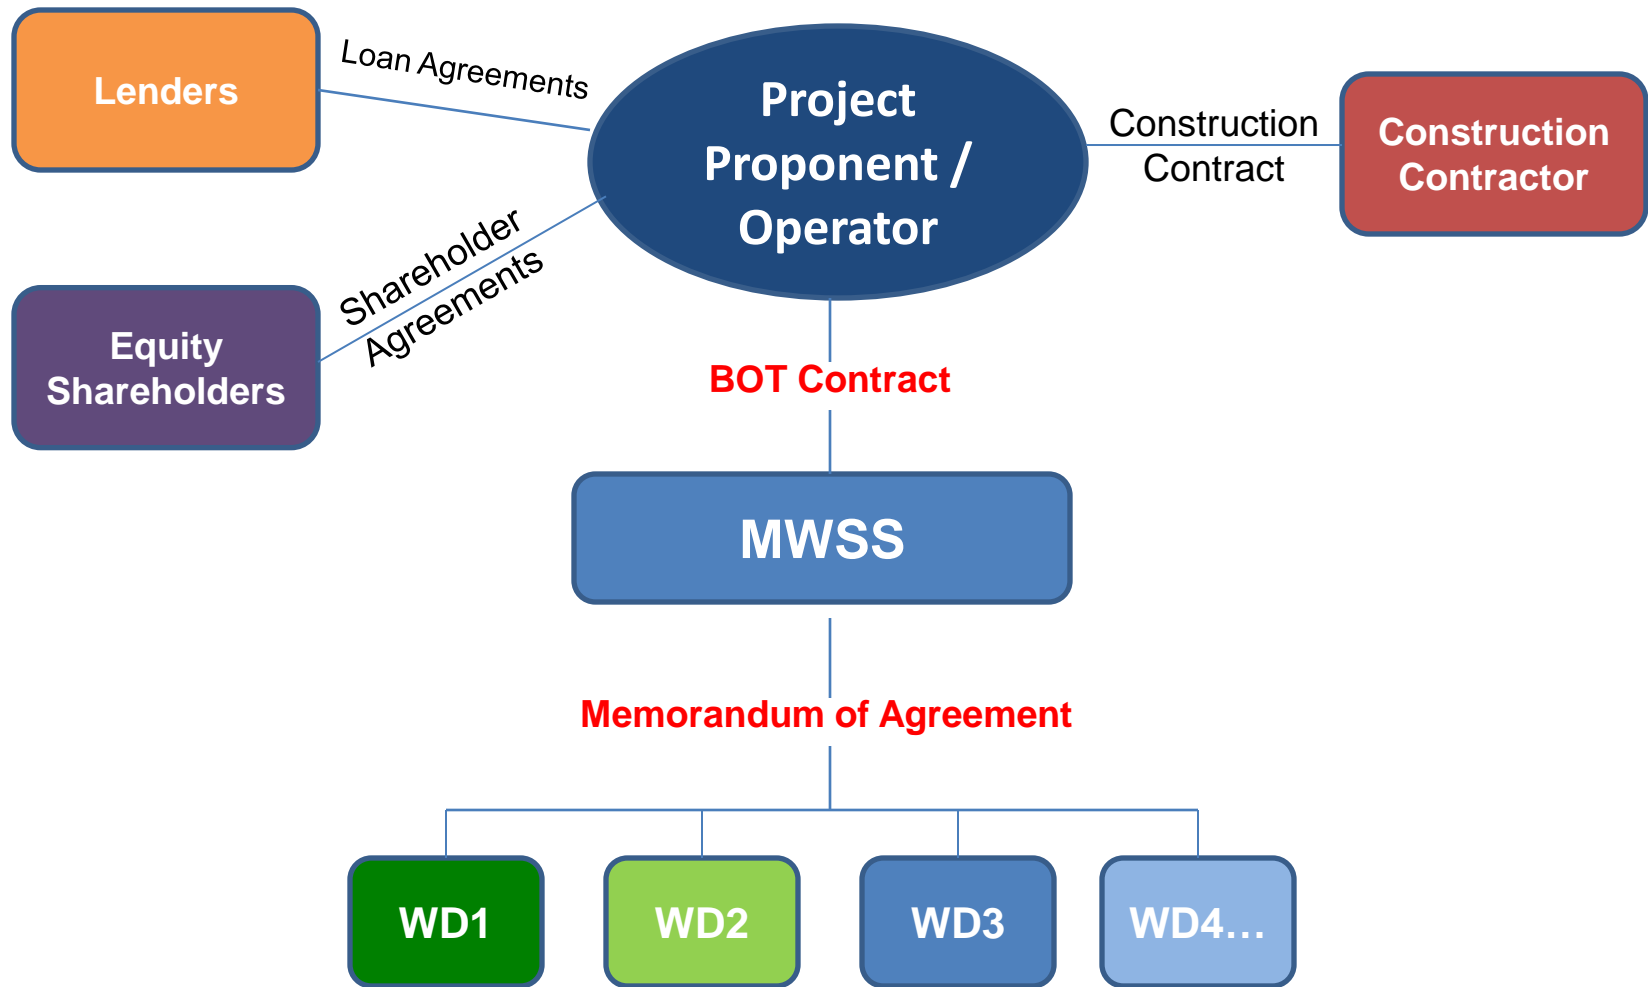 Lenders
Loan Agreements
Project
Proponent /
Operator
Construction
Contract
Construction
Contractor
Equity
Shareholders
Shareholder
Agreements
BOT Contract
MWSS
Memorandum of Agreement
WD1
WD2
WD3
WD4…